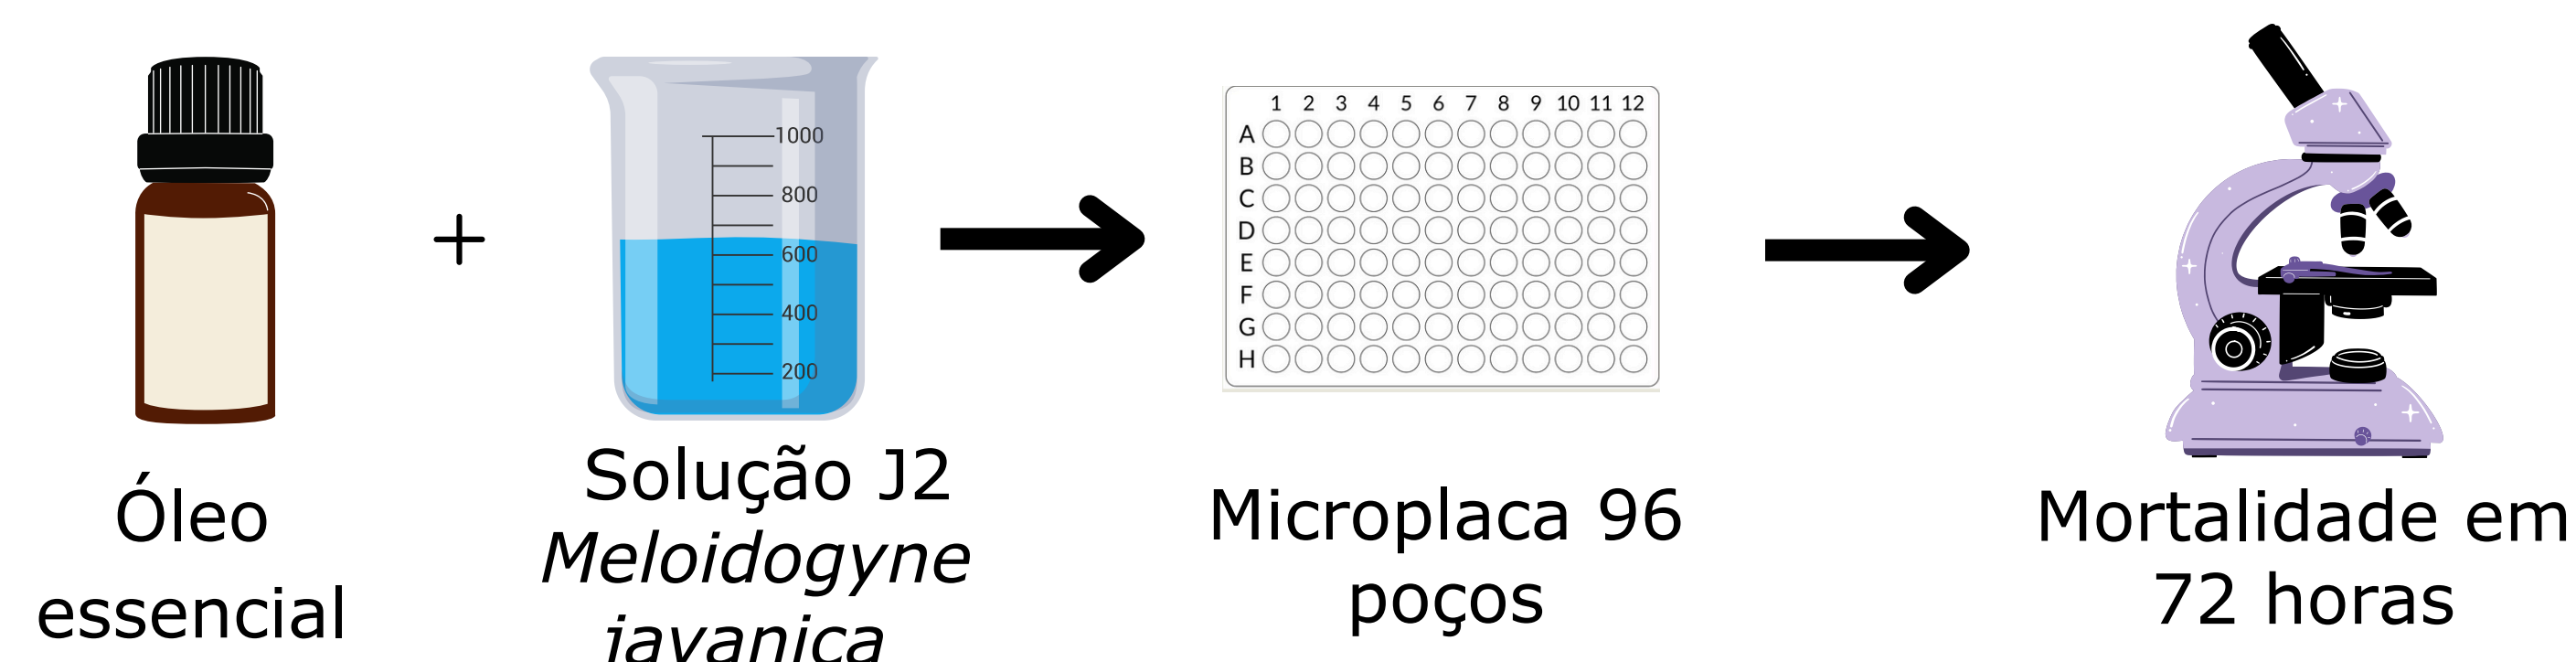 Óleo
essencial
+
1000
800
600
400
200
Solução J2
Meloidogyne
javanica
1 2 3 4 5 6 7 8 9 10 11 12
A
B
C
D
E
F
G
H
Microplaca 96
poços
Mortalidade em
72 horas